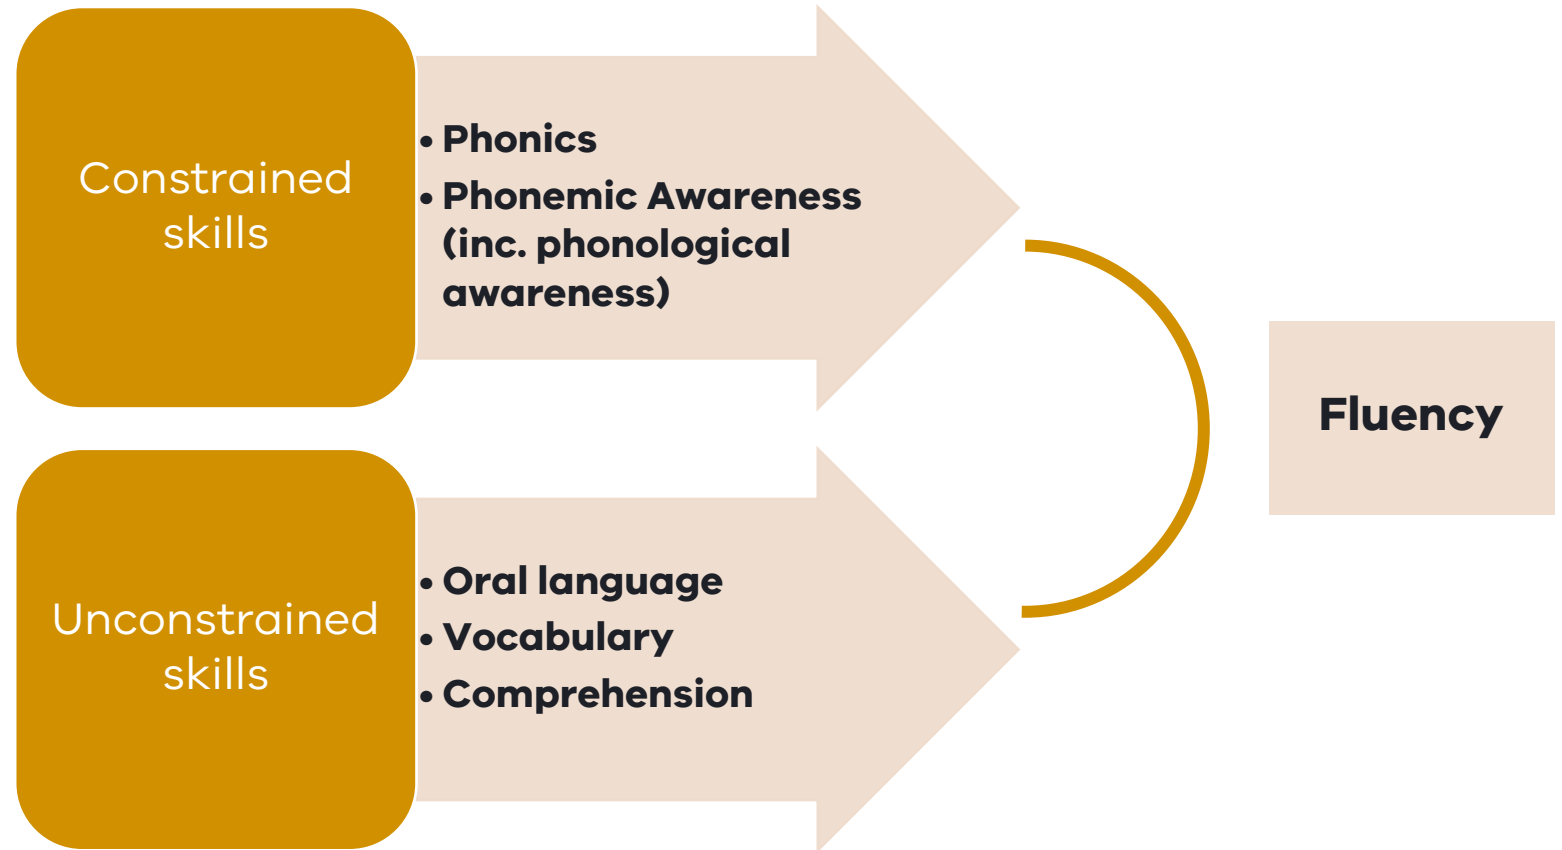 Constrained
skills
• Phonics
• Phonemic Awareness
(inc. phonological
awareness)
Unconstrained
skills
• Oral language
• Vocabulary
• Comprehension
Fluency